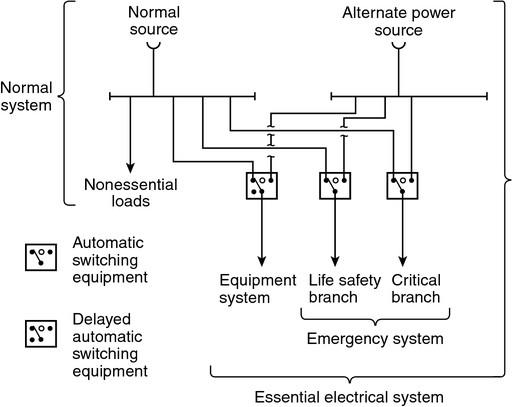 Normal
source
Alternate power
source
Normal
system
Nonessential
loads
Automatic
switching
equipment
Equipment
system
Life safety
branch
Critical
branch
Delayed
automatic
switching
equipment
Emergency system
Essential electrical system